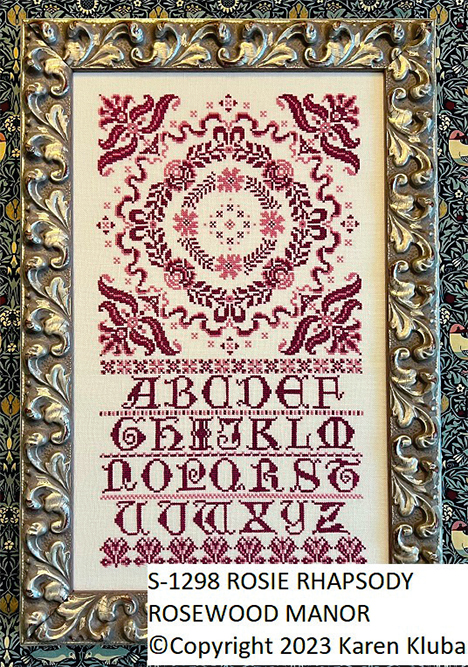 ABCDEF
GHIJKLM
NOPQRST
UVWXYZ
S-1298 ROSIE RHAPSODY
ROSEWOOD MANOR
©Copyright 2023 Karen Kluba